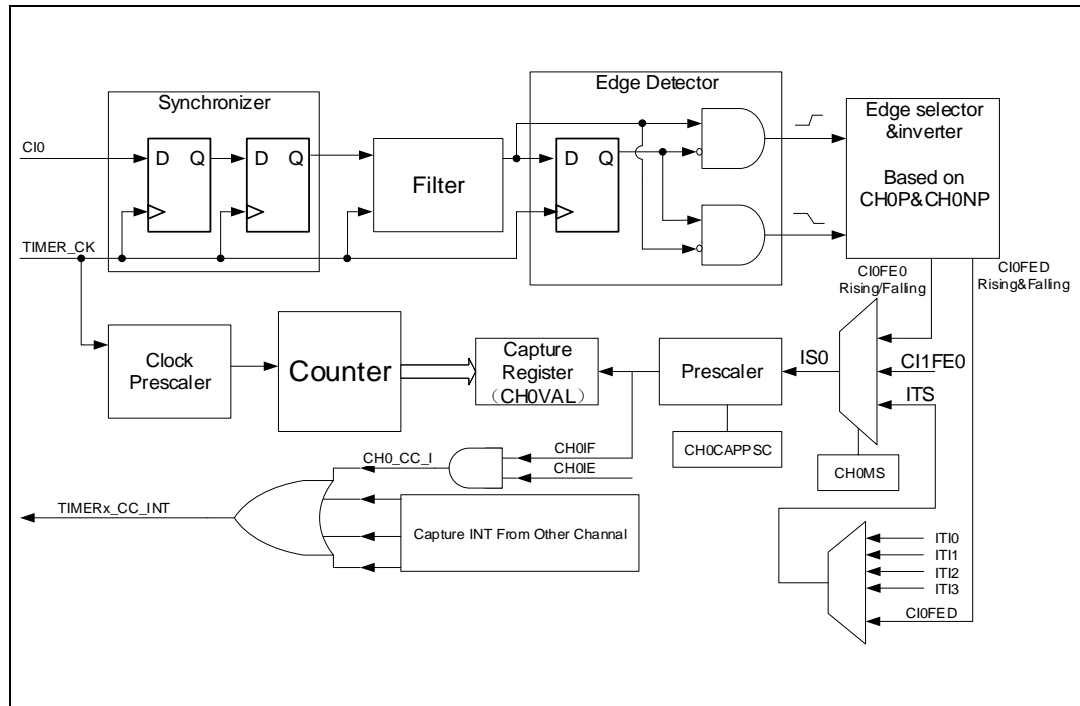 Edge Detector
Synchronizer
Edge selector
&inverter
Based on
CH0P&CH0NP
CI0
D Q
D Q
Filter
D Q
TIMER_CK
CI0FE0
Rising/Falling
CI0FED
Rising&Falling
Clock
Prescaler
Counter
Capture
Register
（CH0VAL）
Prescaler
IS0
CI1FE0
ITS
CH0CAPPSC
CH0MS
CH0_CC_I
CH0IF
CH0IE
TIMERx_CC_INT
Capture INT From Other Channel
ITI0
ITI1
ITI2
ITI3
CI0FED